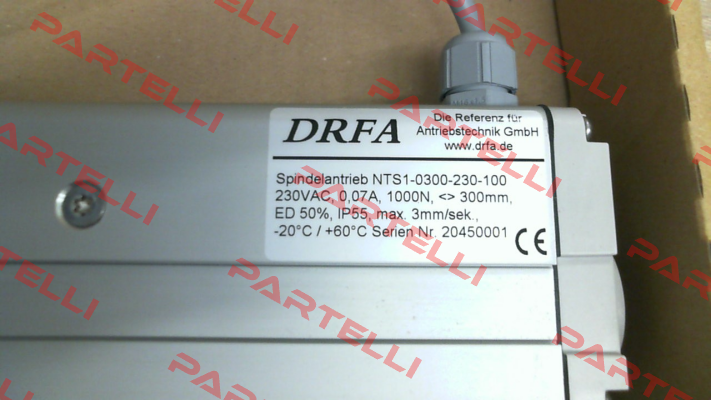 DRFA
Die Referenz für
Antriebstechnik GmbH
www.drfa.de
Spindelantrieb NTS1-0300-230-100
230VAC, 0,07A, 1000N, <> 300mm,
ED 50%, IP55, max. 3mm/sek.,
-20°C / +60°C Serien Nr. 20450001
CE
PARTELLI
PARTELLI
PARTELLI
PARTELLI
PARTELLI
PARTELLI